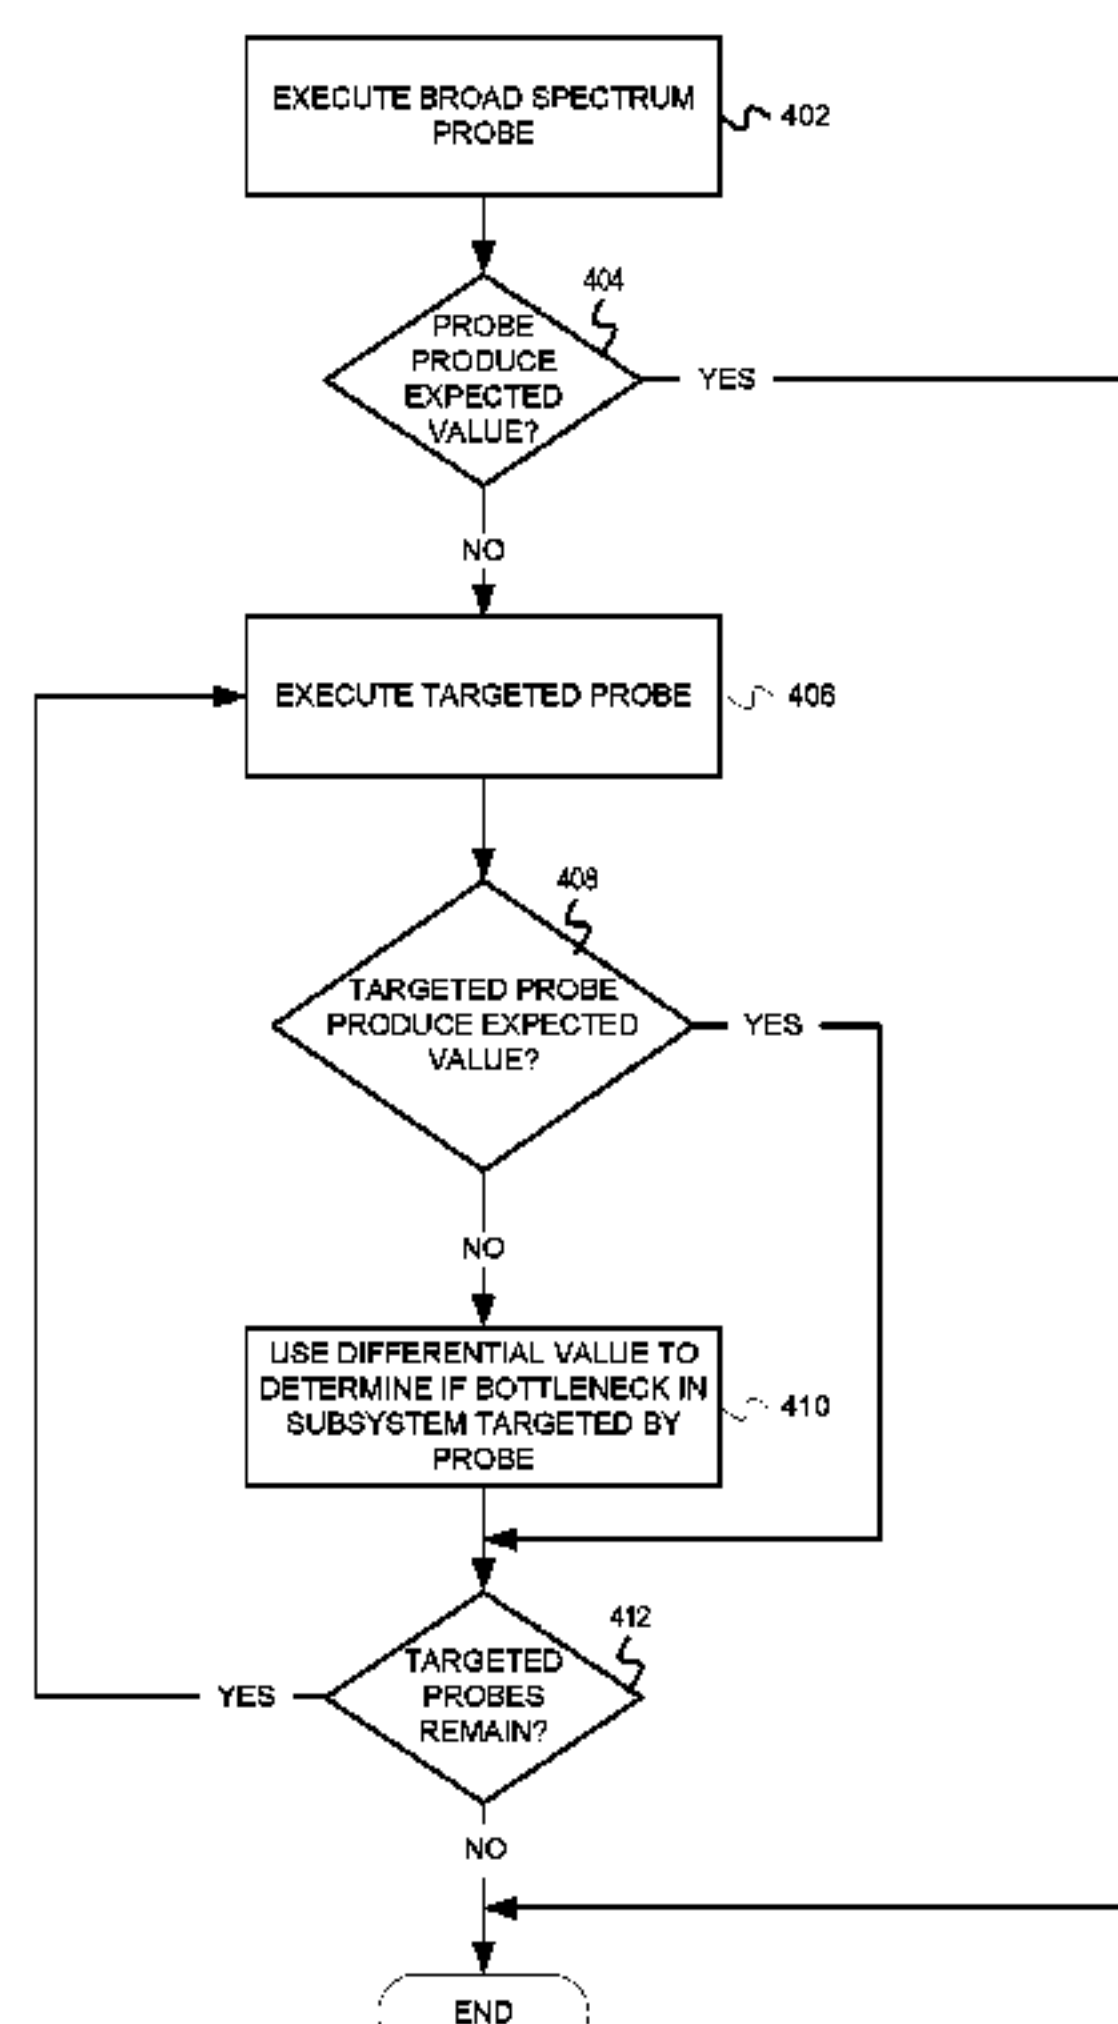 EXECUTE BROAD SPECTRUM
PROBE
402
404
PROBE
PRODUCE
EXPECTED
VALUE?
YES
NO
EXECUTE TARGETED PROBE
406
408
TARGETED PROBE
PRODUCE EXPECTED
VALUE?
YES
NO
USE DIFFERENTIAL VALUE TO
DETERMINE IF BOTTLENECK IN
SUBSYSTEM TARGETED BY
PROBE
410
412
TARGETED
PROBES
REMAIN?
YES
NO
END